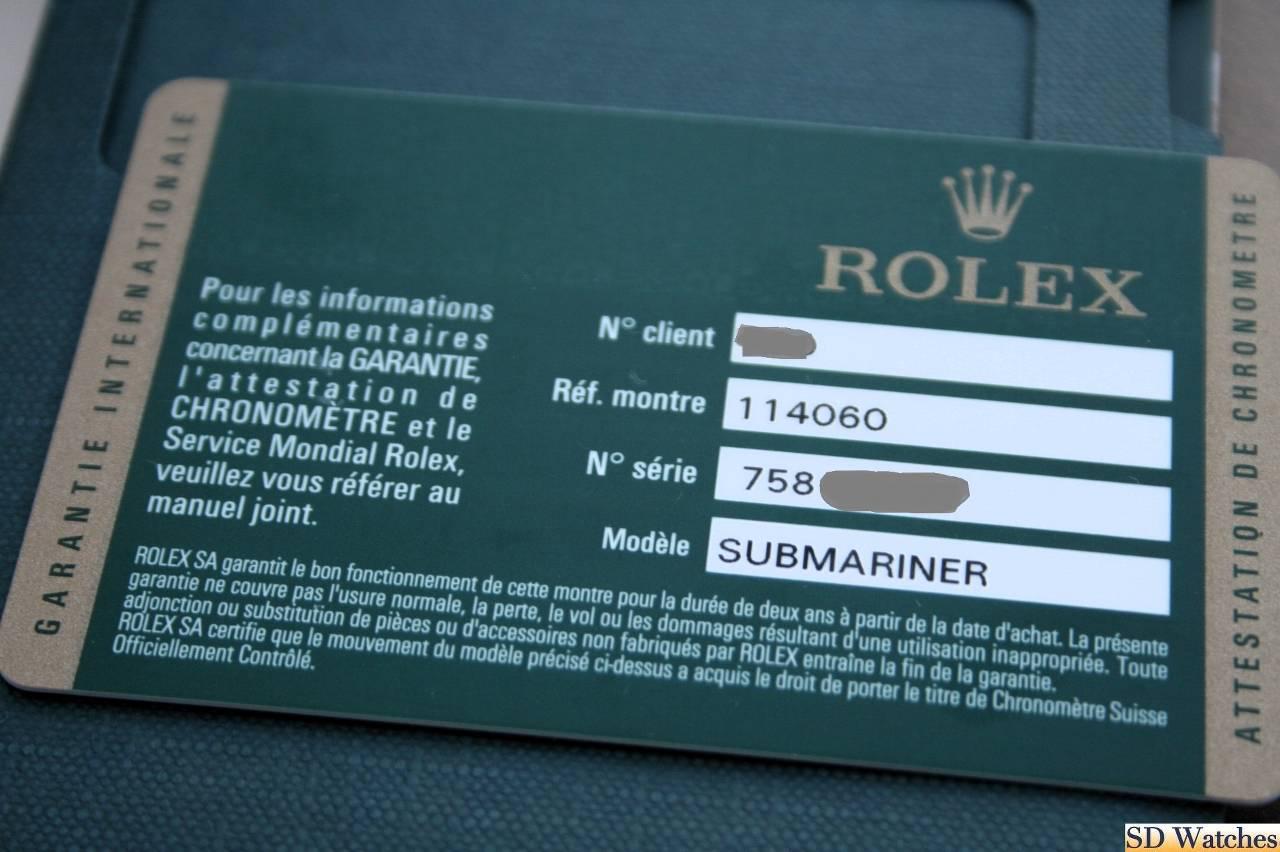 GARANTIE INTERNATIONALE
ROLEX
Pour les informations
complémentaires
concernant la GARANTIE,
l'attestation de
CHRONOMÈTRE et le
Service Mondial Rolex,
veuillez vous référer au
manuel joint.
N° client
Réf. montre 114060
N° série 758
Modèle SUBMARINER
ROLEX SA garantit le bon fonctionnement de cette montre pour la durée de deux ans à partir de la date d'achat. La présente
garantie ne couvre pas l'usure normale, la perte, le vol ou les dommages résultant d'une utilisation inappropriée. Toute
adjonction ou substitution de pièces ou d'accessoires non fabriqués par ROLEX entraîne la fin de la garantie.
ROLEX SA certifie que le mouvement du modèle précisé ci-dessus a acquis le droit de porter le titre de Chronomètre Suisse
Officiellement Contrôlé.
ATTESTATION DE CHRONOMETRE
SD Watches